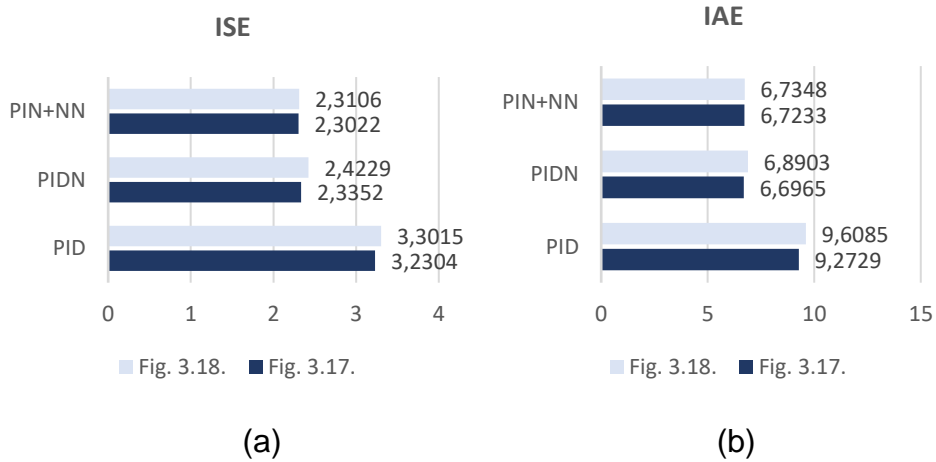 ISE
PIN+NN
2,3106
2,3022
PIDN
2,4229
2,3352
PID
3,3015
3,2304
0 1 2 3 4
Fig. 3.18. Fig. 3.17.
(a)
IAE
PIN+NN
6,7348
6,7233
PIDN
6,8903
6,6965
PID
9,6085
9,2729
0 5 10 15
Fig. 3.18. Fig. 3.17.
(b)